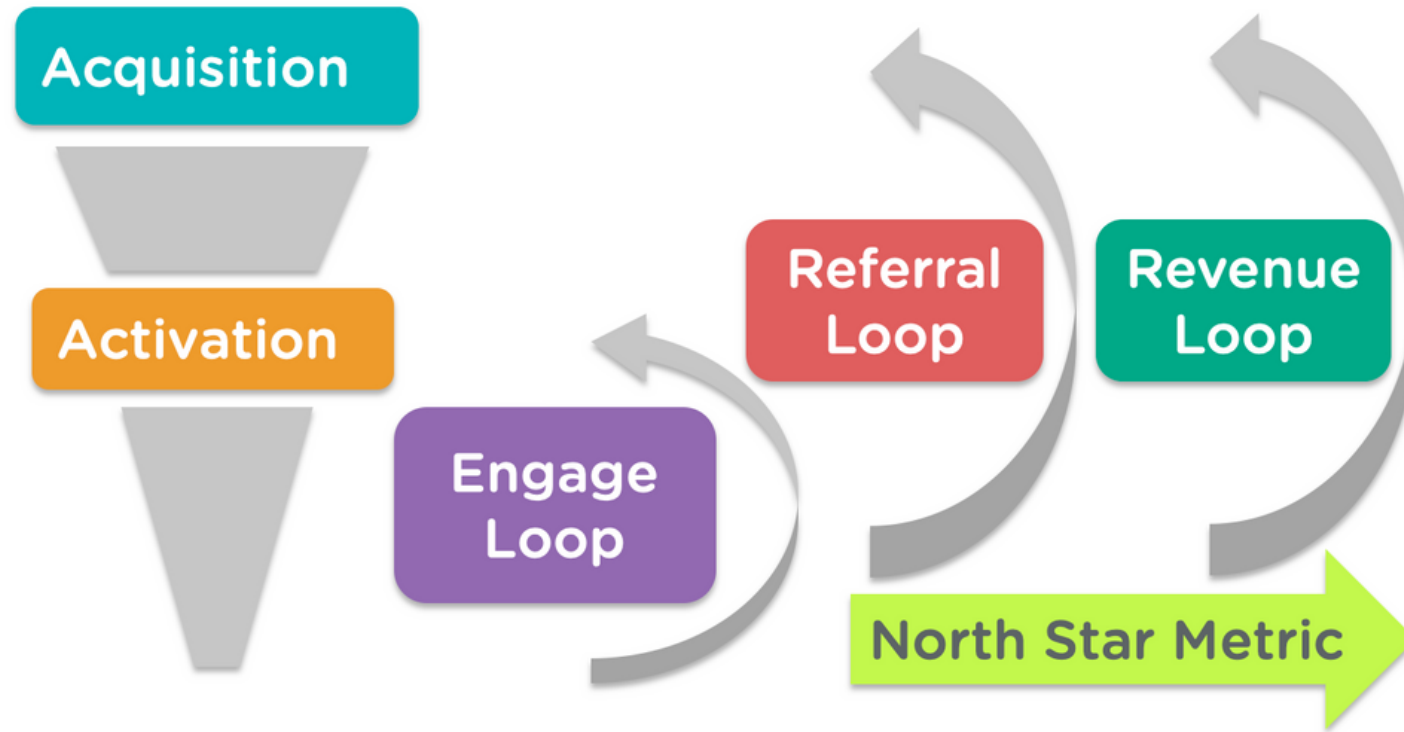 Acquisition
Activation
Engage
Loop
Referral
Loop
Revenue
Loop
North Star Metric